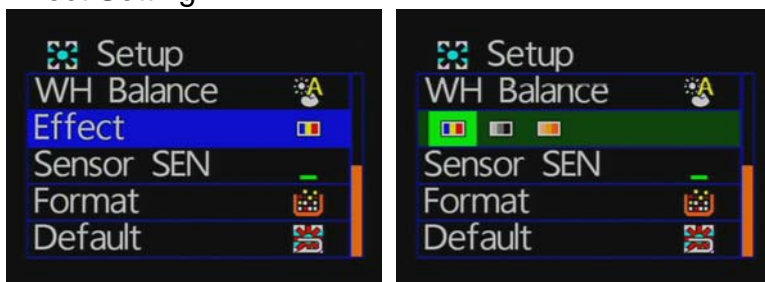 Setup
WH Balance
Effect
Sensor SEN
Format
Default
Setup
WH Balance
Sensor SEN
Format
Default